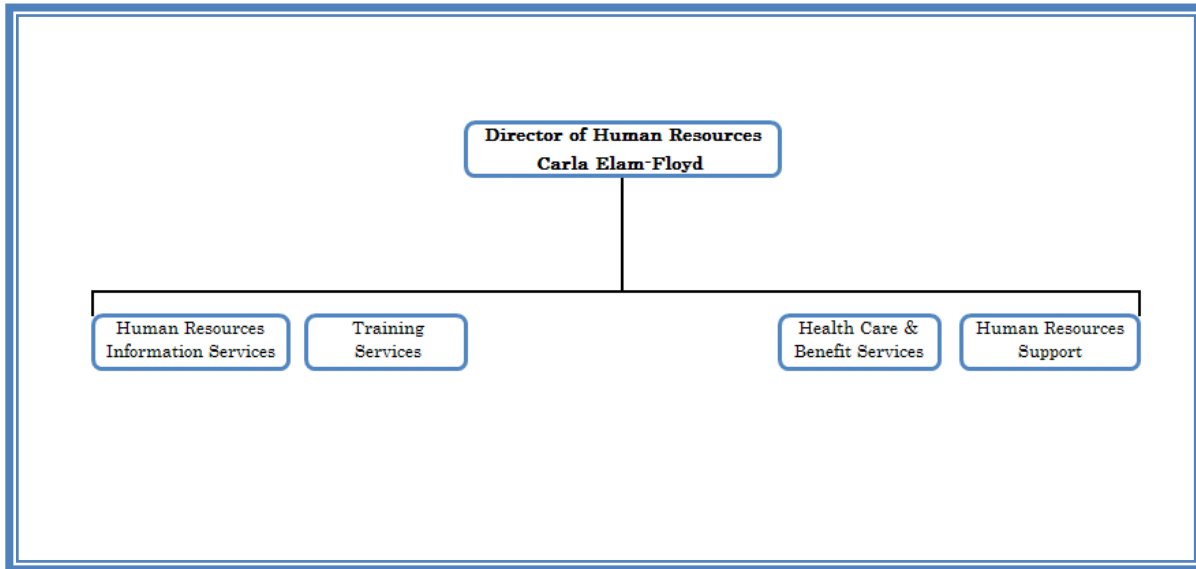 Director of Human Resources
Carla Elam-Floyd
Human Resources
Information Services
Training
Services
Health Care &
Benefit Services
Human Resources
Support